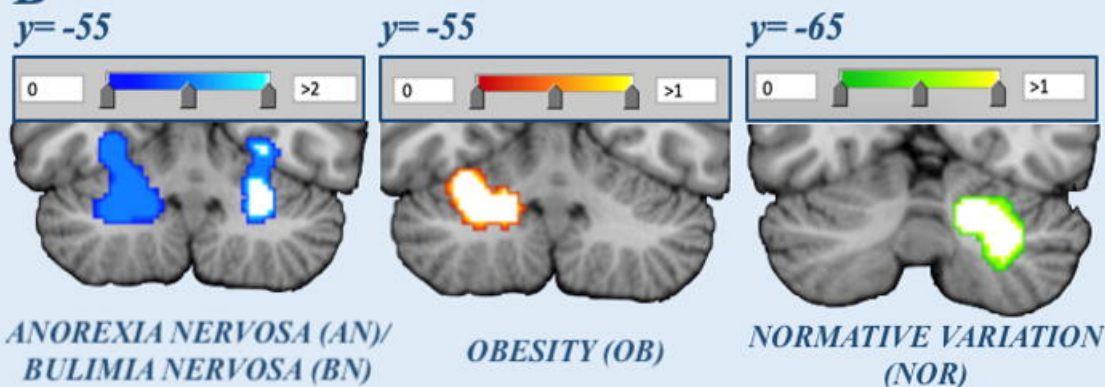 y= -55
y= -55
y= -65
0
>2
0
>1
0
>1
ANOREXIA NERVOSA (AN)/
BULIMIA NERVOSA (BN)
OBESITY (OB)
NORMATIVE VARIATION
(NOR)